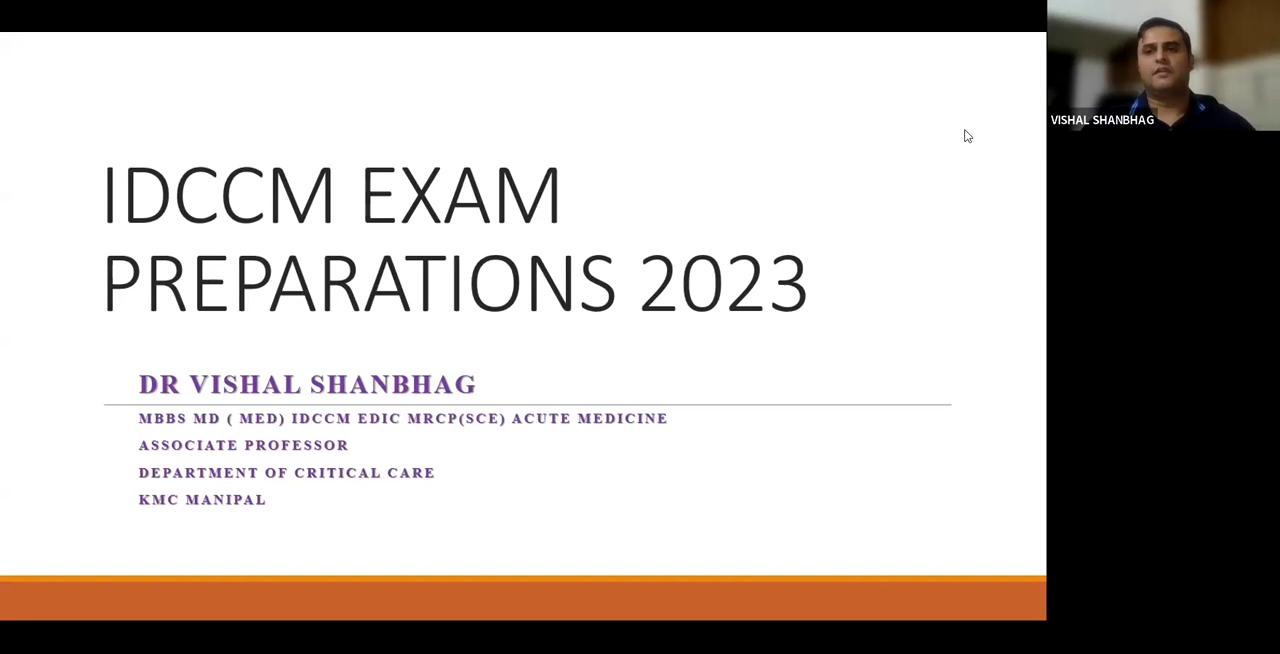 IDCCM EXAM
PREPARATIONS 2023
DR VISHAL SHANBHAG
MBBS MD ( MED) IDCCM EDIC MRCP(SCE) ACUTE MEDICINE
ASSOCIATE PROFESSOR
DEPARTMENT OF CRITICAL CARE
KMC MANIPAL
VISHAL SHANBHAG